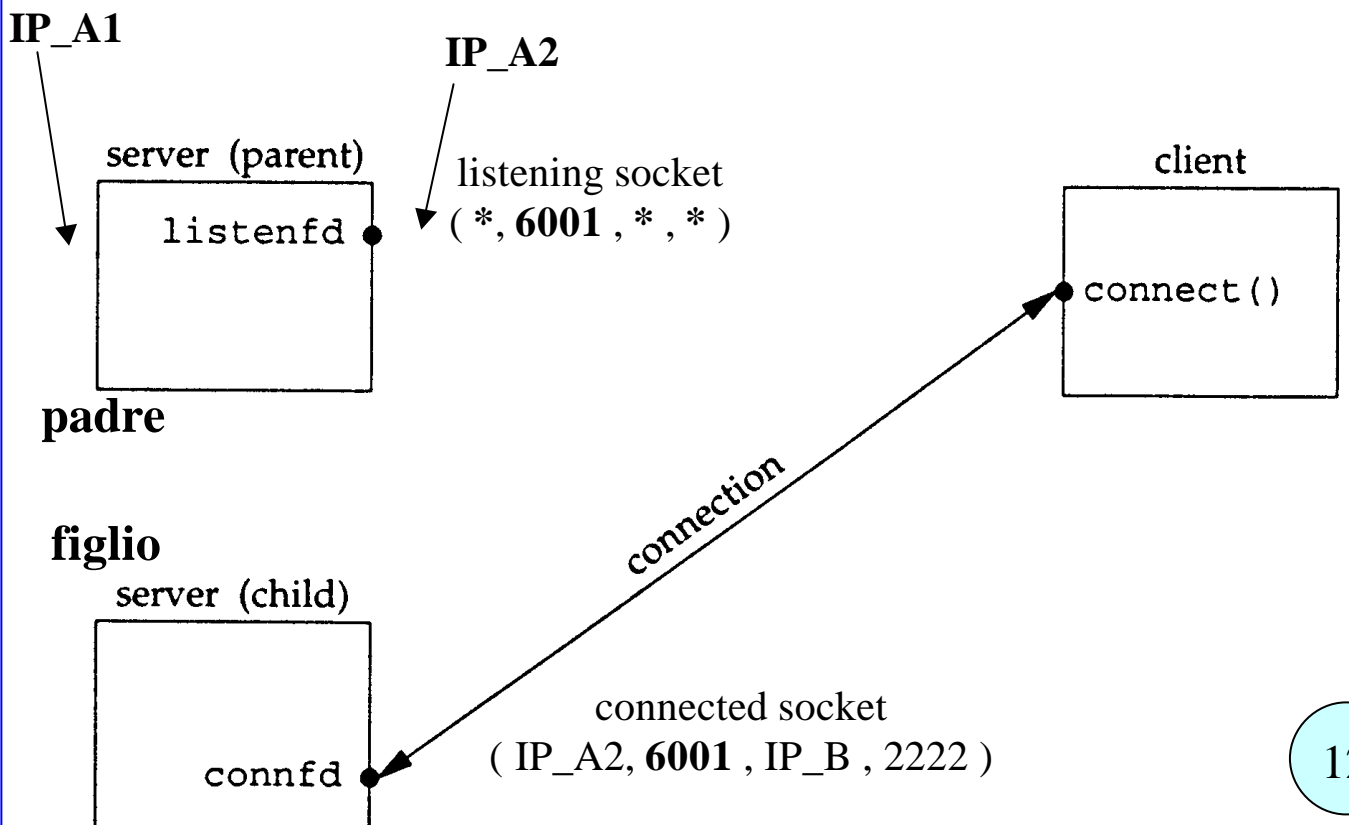 IP_A1
IP_A2
server (parent)
listening socket
( *, 6001 , * , * )
listenfd
client
connect()
padre
connection
figlio
server (child)
connected socket
( IP_A2, 6001 , IP_B , 2222 )
connfd